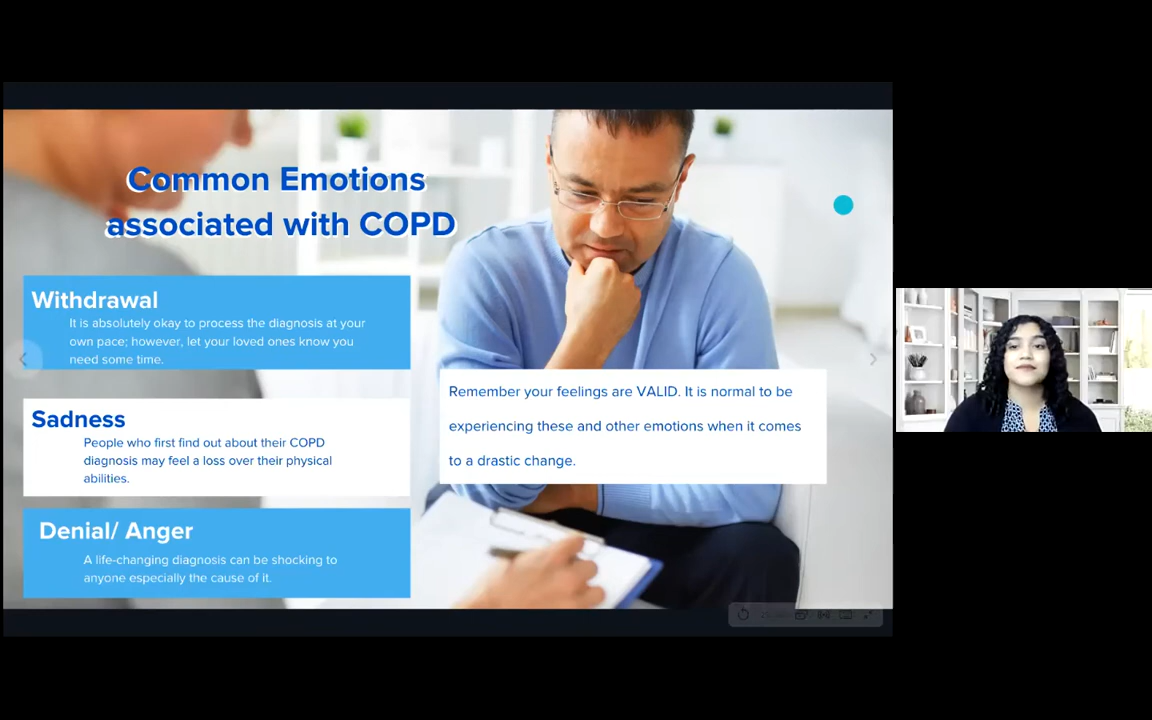 Common Emotions
associated with COPD
Withdrawal
It is absolutely okay to process the diagnosis at your
own pace; however, let your loved ones know you
need some time.
Sadness
People who first find out about their COPD
diagnosis may feel a loss over their physical
abilities.
Denial/ Anger
A life-changing diagnosis can be shocking to
anyone especially the cause of it.
Remember your feelings are VALID. It is normal to be
experiencing these and other emotions when it comes
to a drastic change.